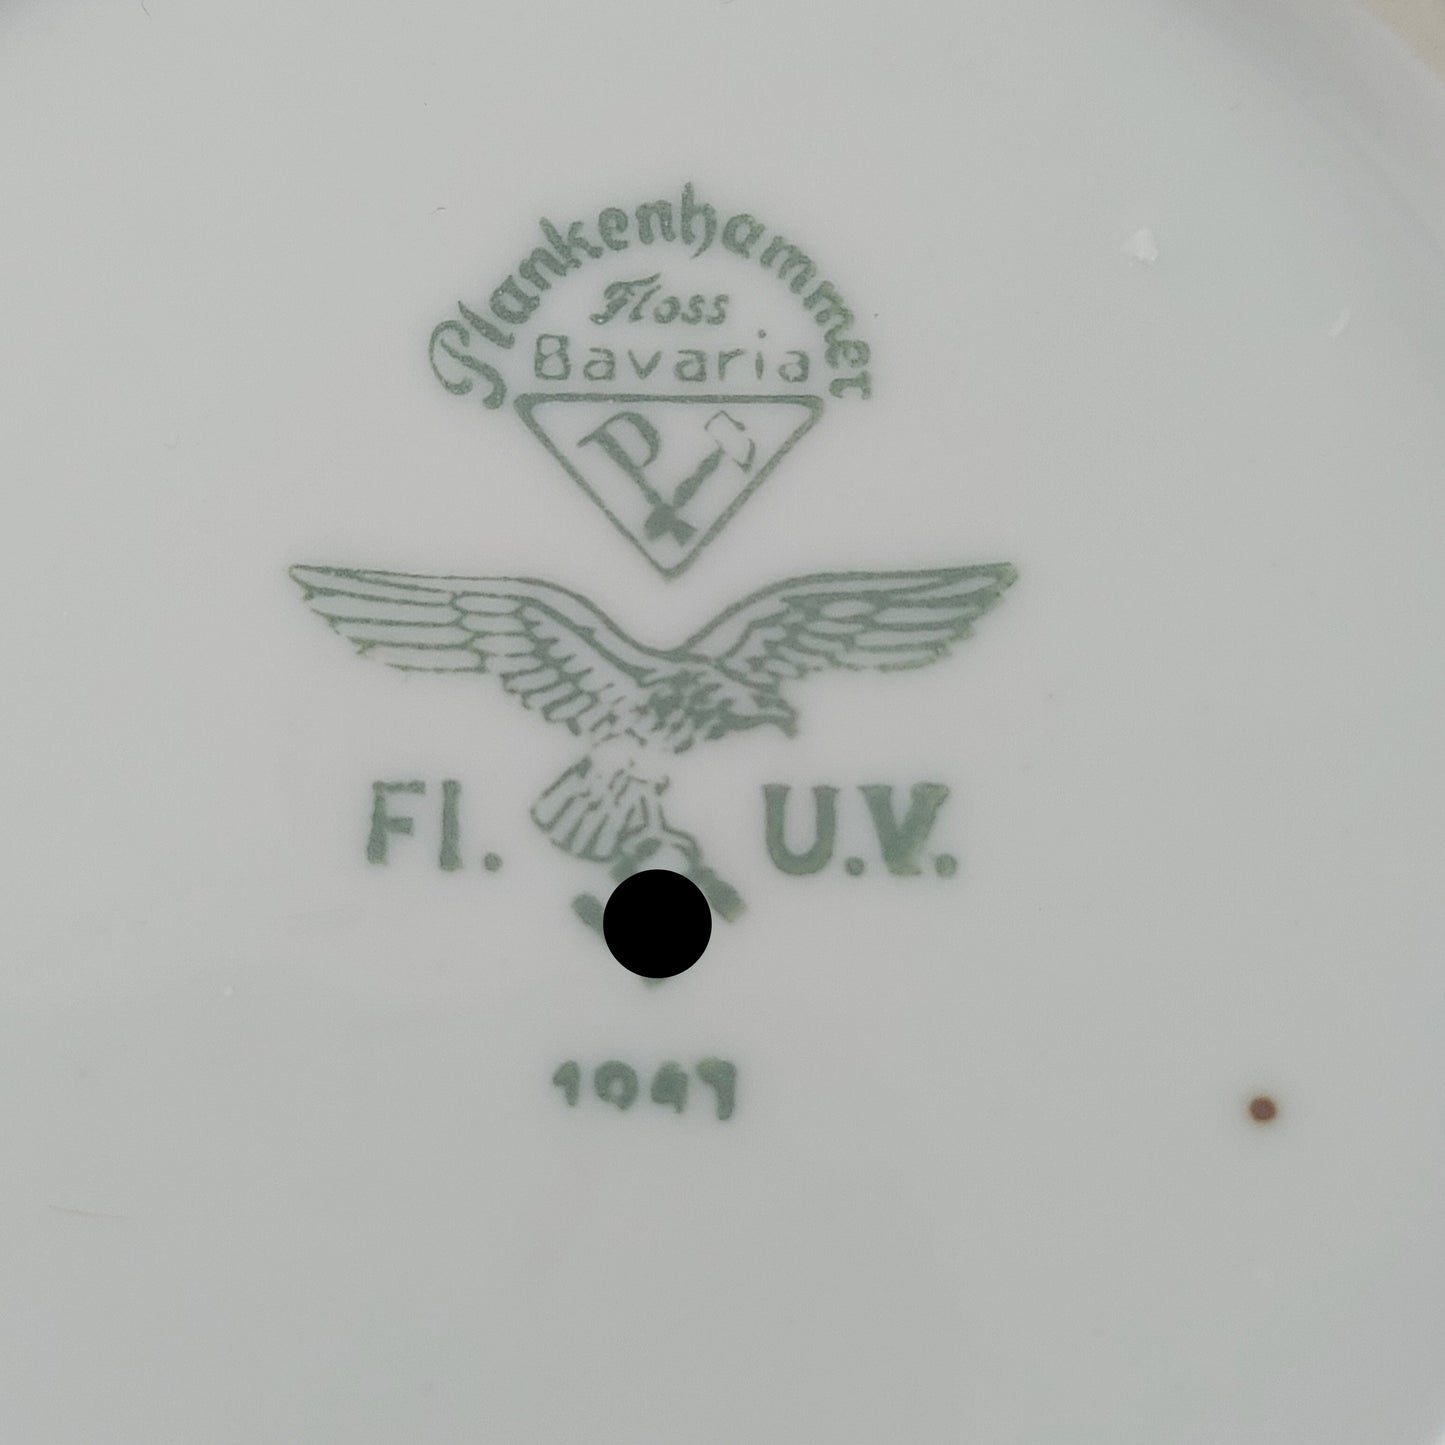 Plankenhammer
Floss
Bavaria
P
Fl. U.V.
1941